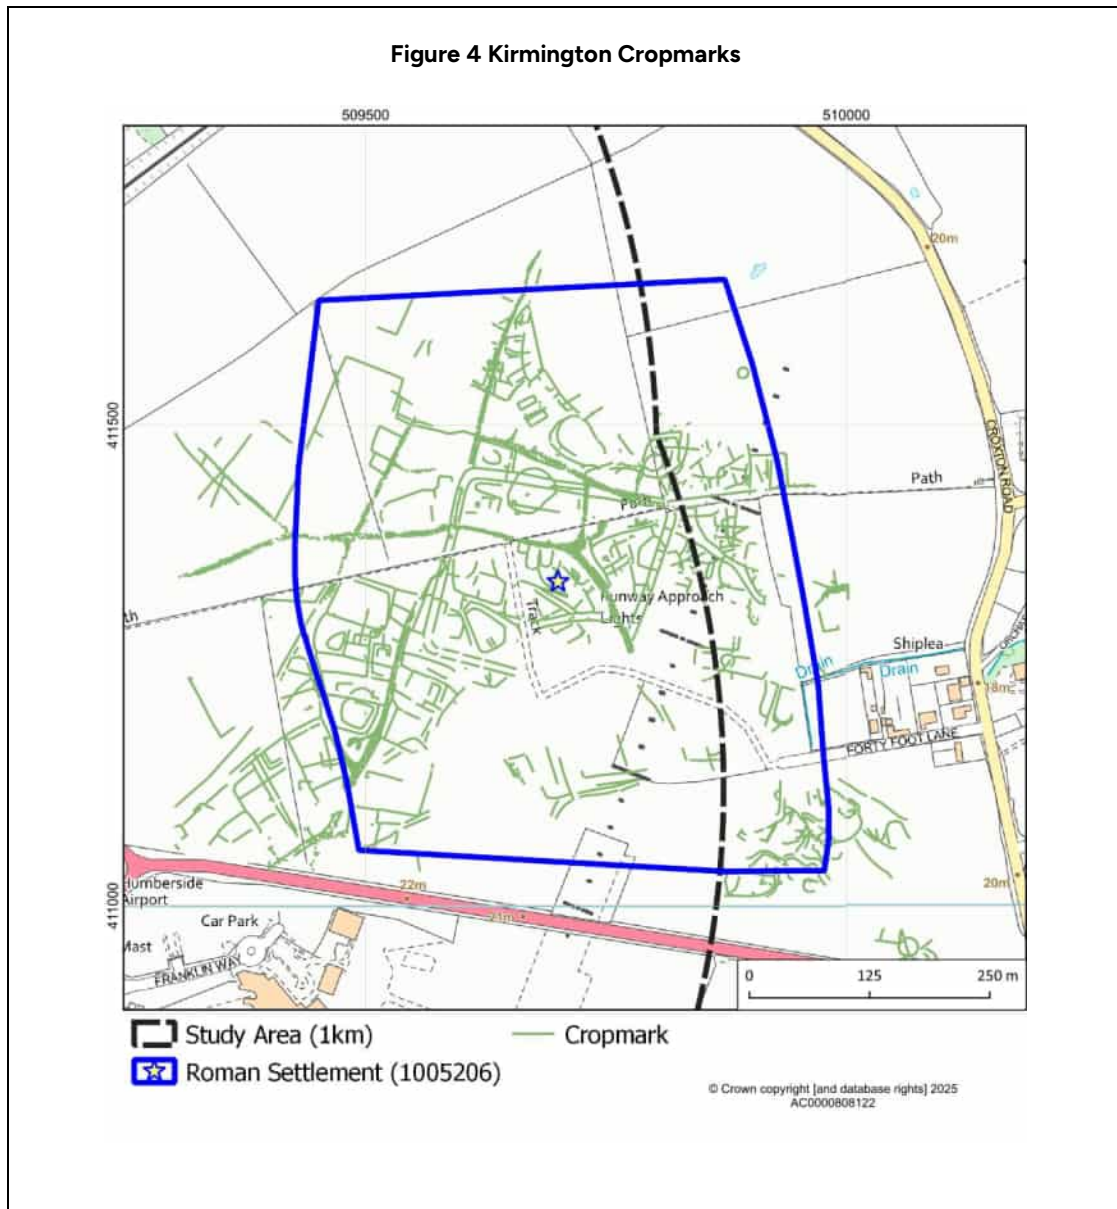 Figure 4 Kirmington Cropmarks
509500
510000
411500
411000
20m
CROXTON ROAD
Path
Path
th
Track
Runway Approach
Lights
Shiplea
Drain
Drain
18m
FORTY FOOT LANE
20m
Humberside
Airport
22m
21m
Car Park
Mast
FRANKLIN WAY
0
125
250 m
Study Area (1km)
Cropmark
Roman Settlement (1005206)
© Crown copyright [and database rights] 2025
AC0000808122